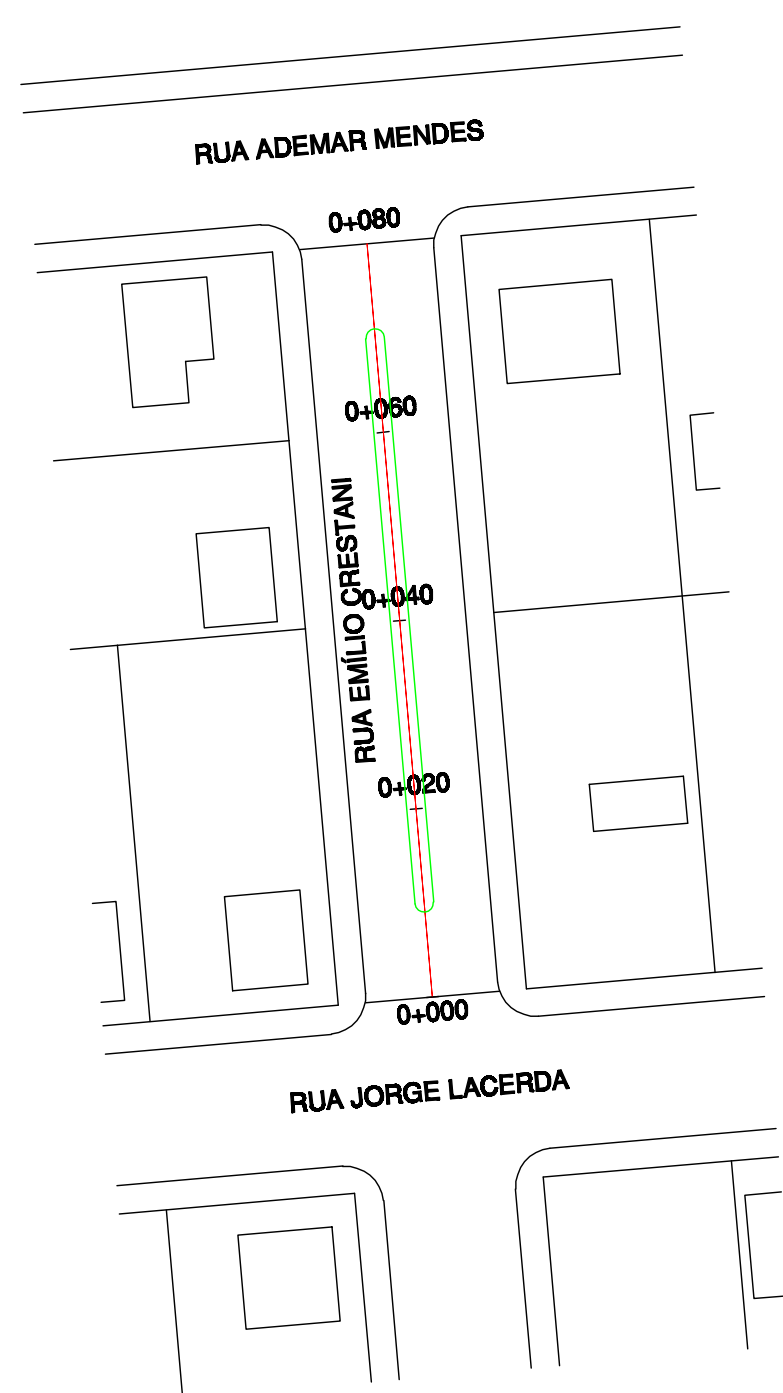 RUA ADEMAR MENDES
0+080
0+060
RUA EMÍLIO CRESTANI
0+040
0+020
0+000
RUA JORGE LACERDA